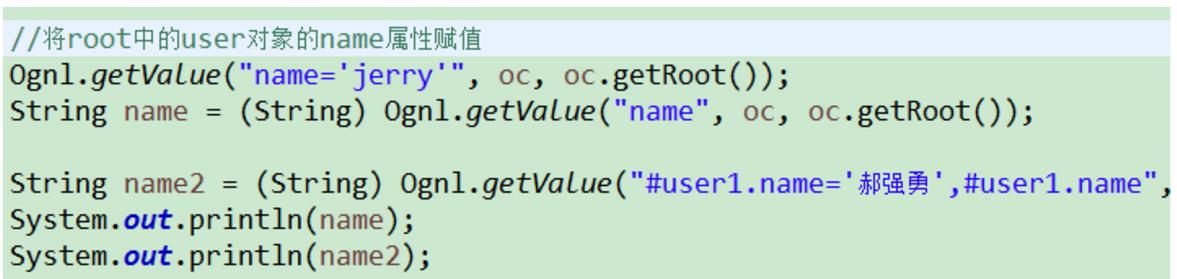 //将root中的user对象的name属性赋值
Ognl.getValue("name='jerry'", oc, oc.getRoot());
String name = (String) Ognl.getValue("name", oc, oc.getRoot());
String name2 = (String) Ognl.getValue("#user1.name='郝强勇',#user1.name",
System.out.println(name);
System.out.println(name2);